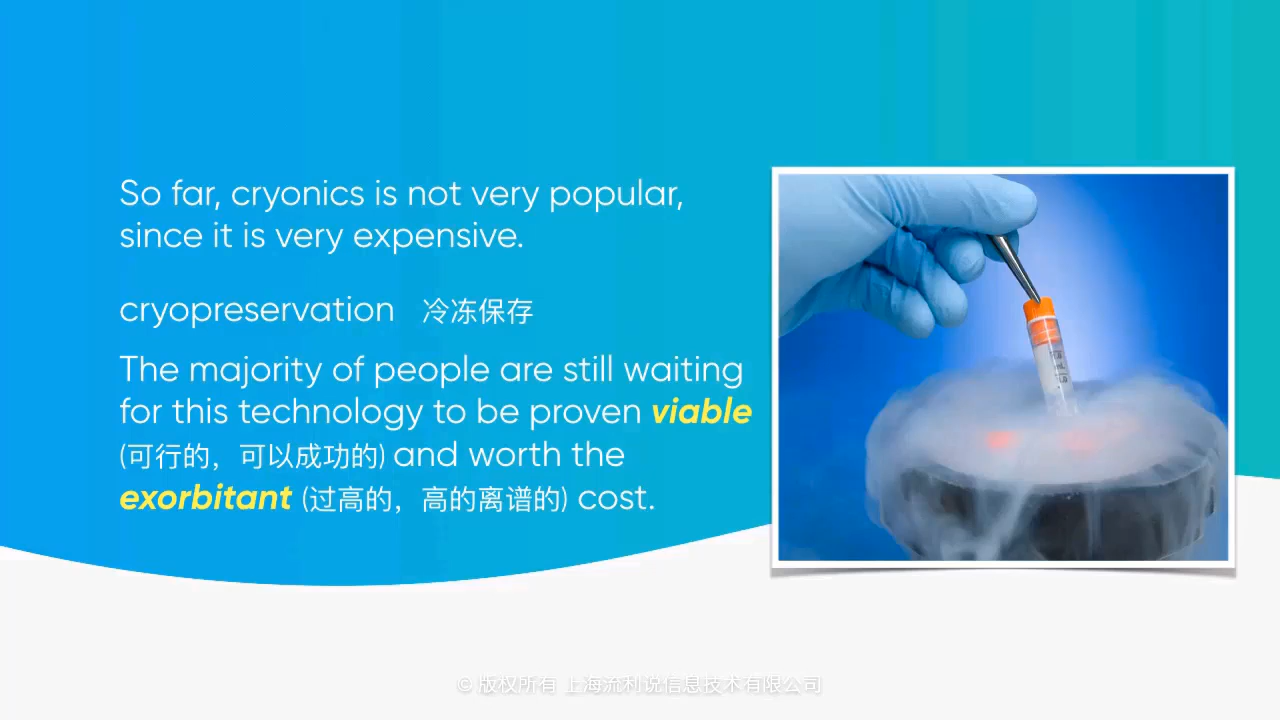 So far, cryonics is not very popular,
since it is very expensive.
cryopreservation 冷冻保存
The majority of people are still waiting
for this technology to be proven viable
(可行的，可以成功的) and worth the
exorbitant (过高的，高的离谱的) cost.
© 版权所有 上海流利说信息技术有限公司